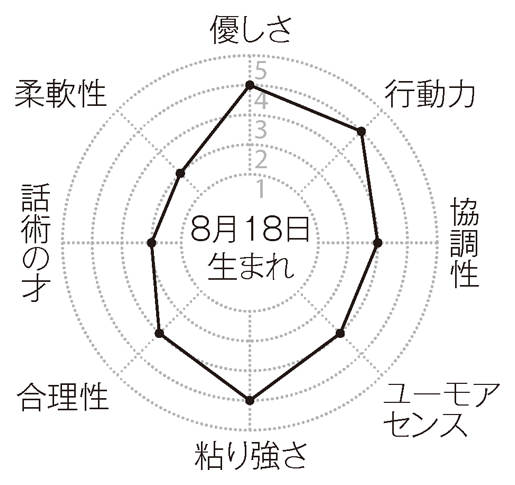 優しさ
柔軟性
行動力
5
4
3
2
1
話術の才
8月18日
生まれ
協調性
合理性
ユーモア
センス
粘り強さ